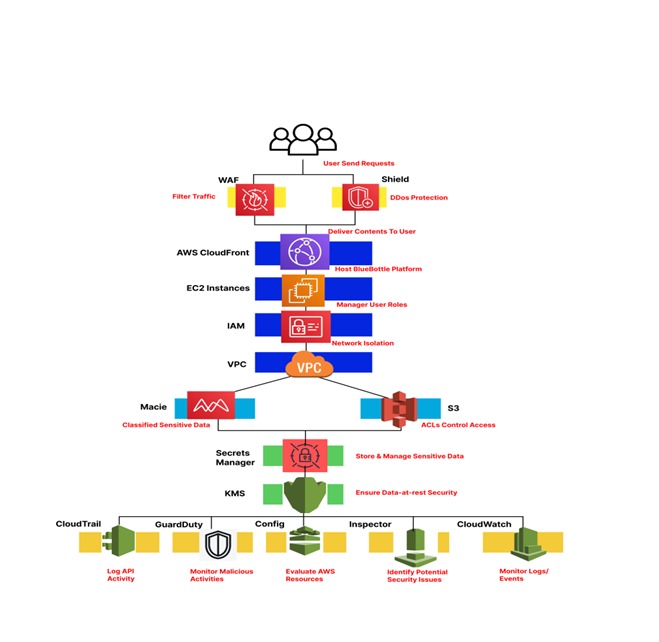 User Send Requests
WAF
Shield
Filter Traffic
DDos Protection
Deliver Contents To User
AWS CloudFront
Host BlueBottle Platform
EC2 Instances
Manager User Roles
IAM
Network Isolation
VPC
VPC
Macie
S3
Classified Sensitive Data
ACLs Control Access
Secrets
Manager
Store & Manage Sensitive Data
KMS
Ensure Data-at-rest Security
CloudTrail
GuardDuty
Config
Inspector
CloudWatch
Log API
Activity
Monitor Malicious
Activities
Evaluate AWS
Resources
Identify Potential
Security Issues
Monitor Logs/
Events